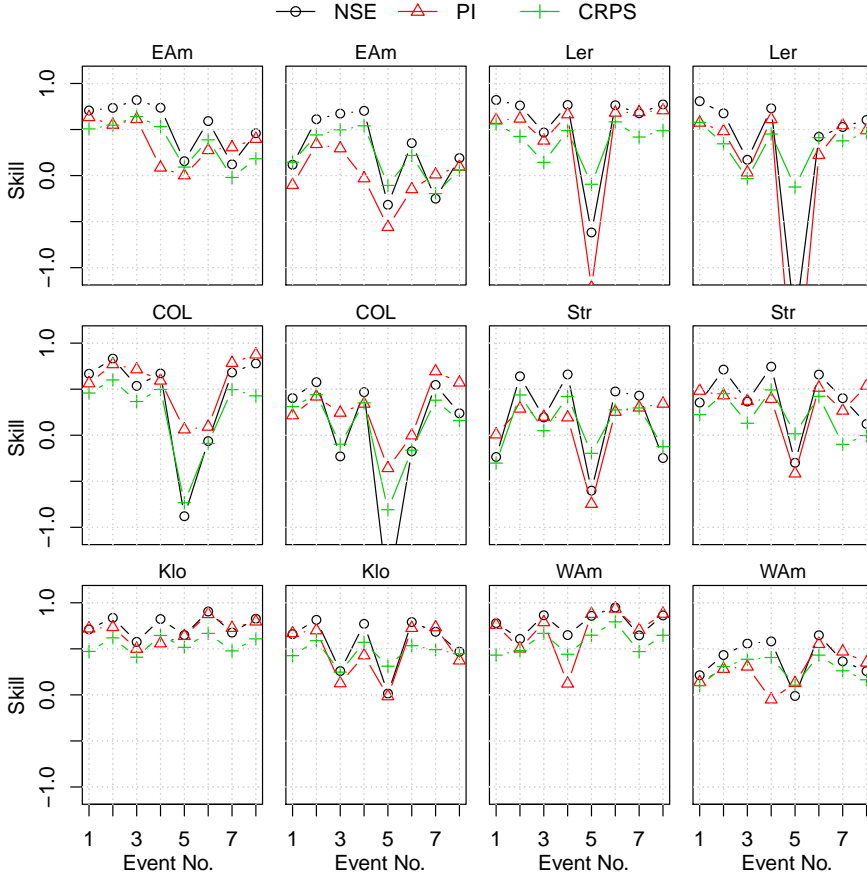 NSE PI CRPS
EAm EAm Ler Ler
1.0
0.0
−1.0
Skill
COL COL Str Str
1.0
0.0
−1.0
Skill
Klo Klo WAm WAm
1.0
0.0
−1.0
Skill
1 3 5 7 1 3 5 7 1 3 5 7 1 3 5 7
Event No. Event No. Event No. Event No.